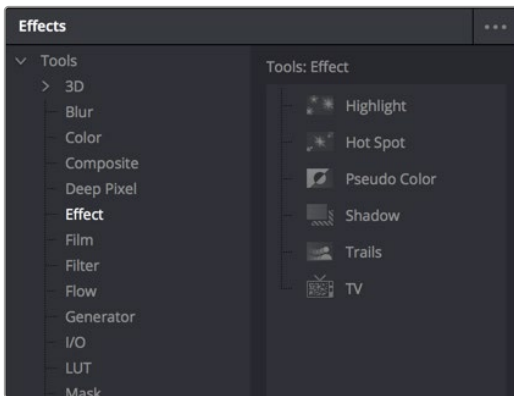 Effects
Tools
3D
Blur
Color
Composite
Deep Pixel
Effect
Film
Filter
Flow
Generator
I/O
LUT
Mask
Tools: Effect
Highlight
Hot Spot
Pseudo Color
Shadow
Trails
TV